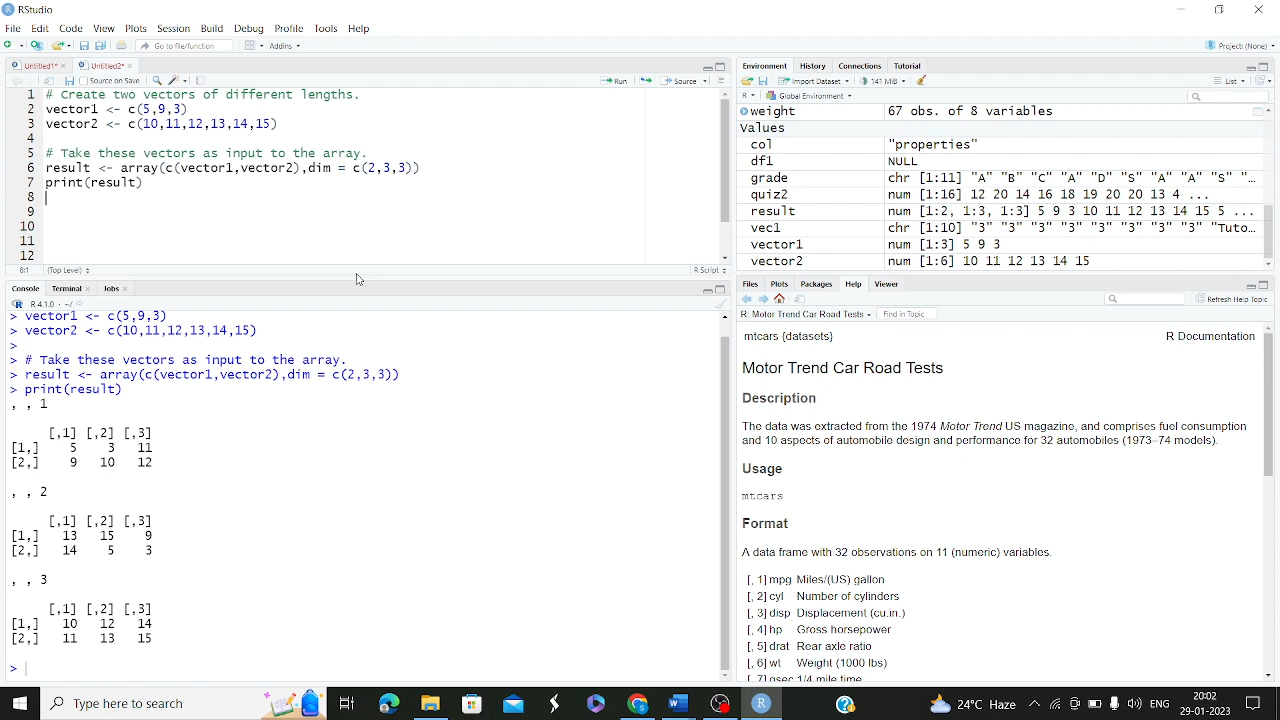 RStudio
File Edit Code View Plots Session Build Debug Profile Tools Help
Go to file/function Addins Project: (None)
Untitled1* Untitled2*
Source on Save Run Source
1 # Create two vectors of different lengths.
2 vector1 <- c(5,9,3)
3 vector2 <- c(10,11,12,13,14,15)
4
5 # Take these vectors as input to the array.
6 result <- array(c(vector1,vector2),dim = c(2,3,3))
7 print(result)
8
9
10
11
12
8:1 (Top Level) R Script
Console Terminal Jobs
R 4.1.0 · ~/
> vector1 <- c(5,9,3)
> vector2 <- c(10,11,12,13,14,15)
>
> # Take these vectors as input to the array.
> result <- array(c(vector1,vector2),dim = c(2,3,3))
> print(result)
, , 1
[,1] [,2] [,3]
[1,] 5 3 11
[2,] 9 10 12
, , 2
[,1] [,2] [,3]
[1,] 13 15 9
[2,] 14 5 3
, , 3
[,1] [,2] [,3]
[1,] 10 12 14
[2,] 11 13 15
>
Environment History Connections Tutorial
Import Dataset 141 MiB List
R Global Environment
weight 67 obs. of 8 variables
Values
col "properties"
df1 NULL
grade chr [1:11] "A" "B" "C" "A" "D" "S" "A" "A" "S" "…
quiz2 num [1:16] 12 20 14 16 18 19 20 20 13 4 ...
result num [1:2, 1:3, 1:3] 5 9 3 10 11 12 13 14 15 5 ...
vec1 chr [1:10] "3" "3" "3" "3" "3" "3" "3" "3" "Tuto…
vector1 num [1:3] 5 9 3
vector2 num [1:6] 10 11 12 13 14 15
Files Plots Packages Help Viewer
Refresh Help Topic
R: Motor Trend Car Road Tests Find in Topic
mtcars {datasets} R Documentation
Motor Trend Car Road Tests
Description
The data was extracted from the 1974 Motor Trend US magazine, and comprises fuel consumption
and 10 aspects of automobile design and performance for 32 automobiles (1973–74 models).
Usage
mtcars
Format
A data frame with 32 observations on 11 (numeric) variables.
[, 1] mpg Miles/(US) gallon
[, 2] cyl Number of cylinders
[, 3] disp Displacement (cu.in.)
[, 4] hp Gross horsepower
[, 5] drat Rear axle ratio
[, 6] wt Weight (1000 lbs)
[, 7] qsec 1/4 mile time
Type here to search
24°C Haze ENG 20:02
29-01-2023